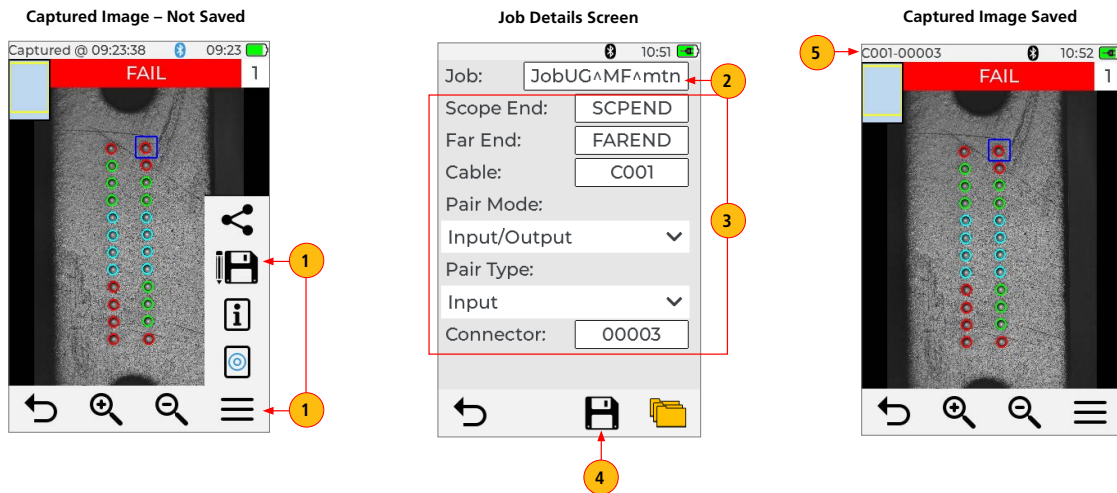 Captured Image – Not Saved
Captured @ 09:23:38 09:23
FAIL 1
1
1
Job Details Screen
10:51
Job: JobUG^MF^mtn
2
Scope End: SCPEND
Far End: FAREND
Cable: C001
Pair Mode:
3
Input/Output
Pair Type:
Input
Connector: 00003
4
Captured Image Saved
5
C001-00003 10:52
FAIL 1